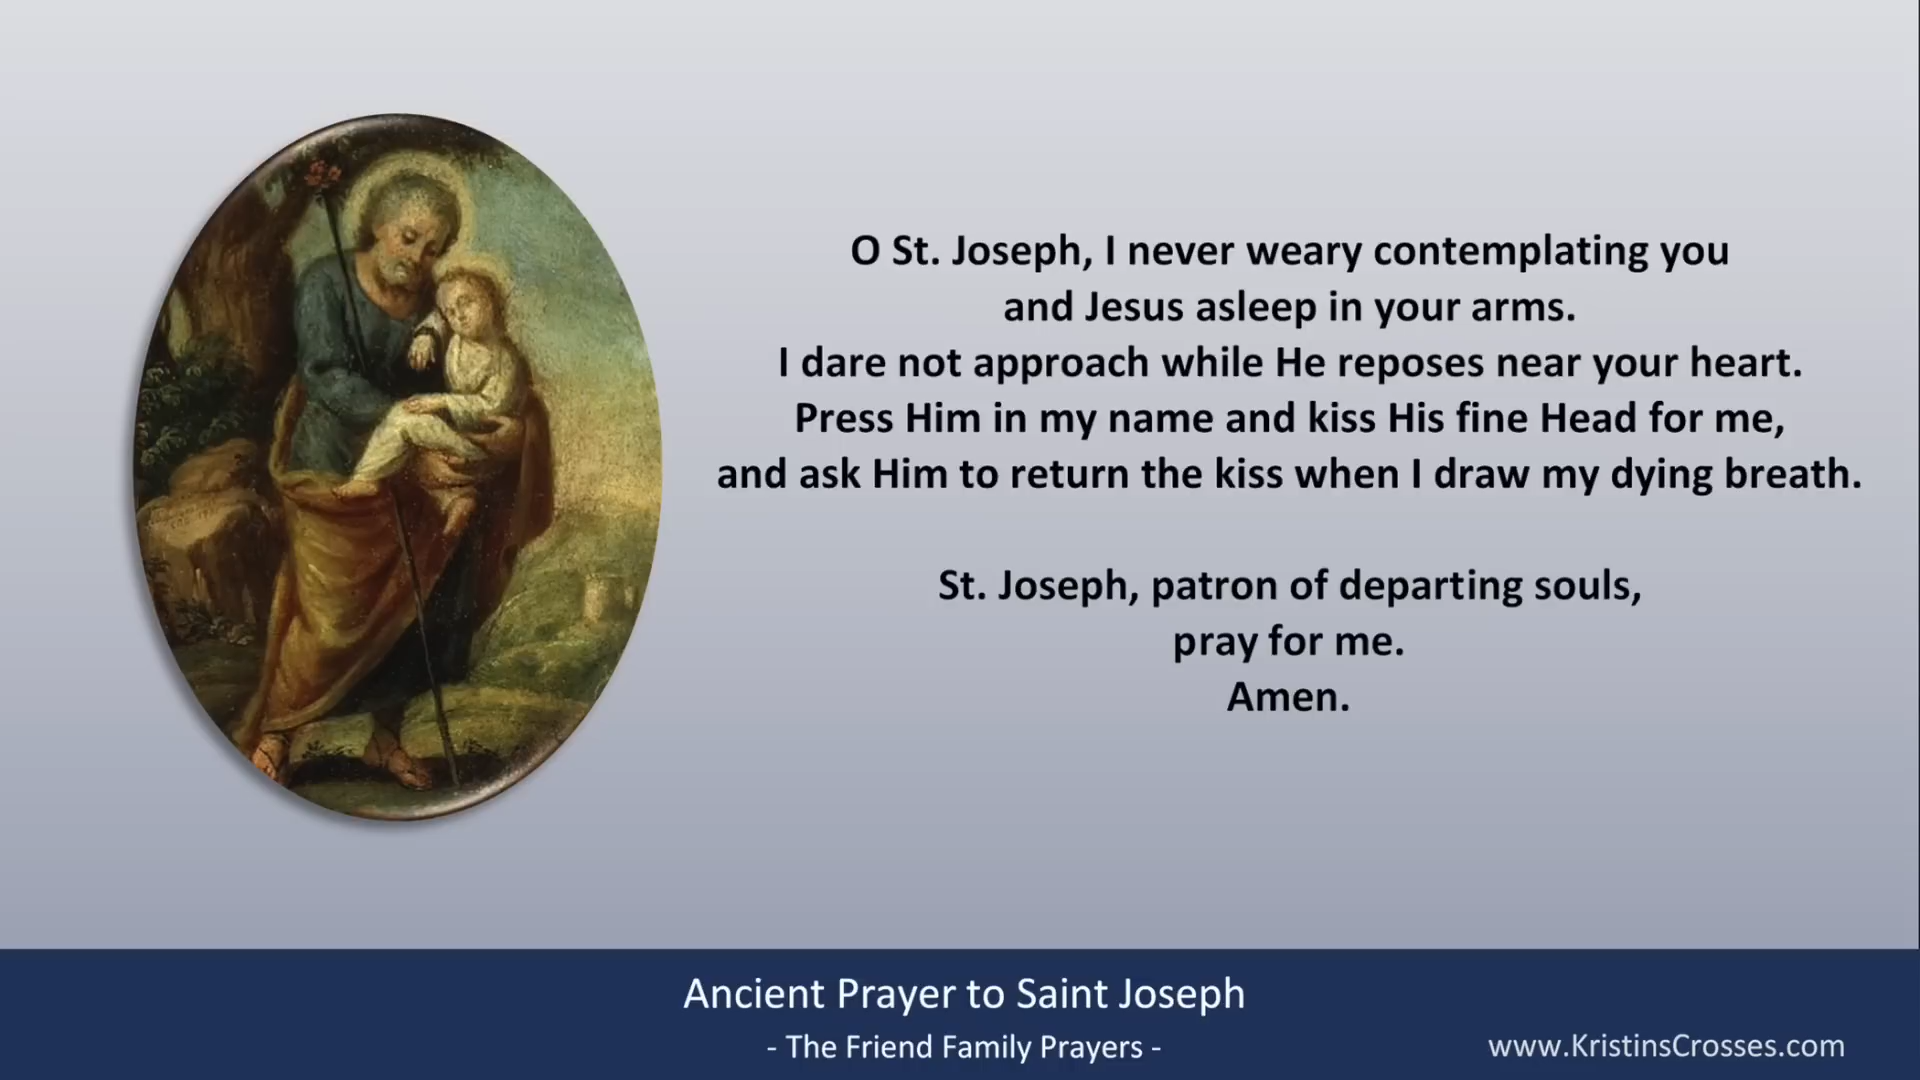 O St. Joseph, I never weary contemplating you
and Jesus asleep in your arms.
I dare not approach while He reposes near your heart.
Press Him in my name and kiss His fine Head for me,
and ask Him to return the kiss when I draw my dying breath.
St. Joseph, patron of departing souls,
pray for me.
Amen.
Ancient Prayer to Saint Joseph
- The Friend Family Prayers -
www.KristinsCrosses.com